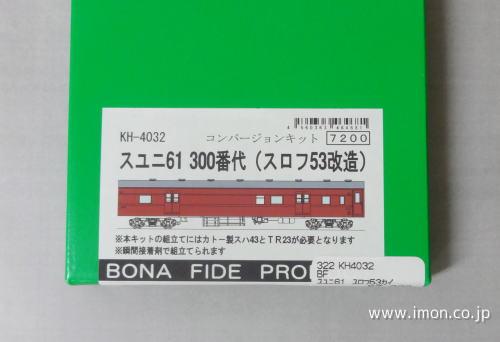 KH-4032 コンバージョンキット 7200
スユニ61 300番代（スロフ53改造）
※本キットの組立てにはカトー製スハ43とTR23が必要となります
※瞬間接着剤で組立てられます
BONA FIDE PRO
322 KH4032
BF
スユニ61 スロフ53カイ
www.imon.co.jp/